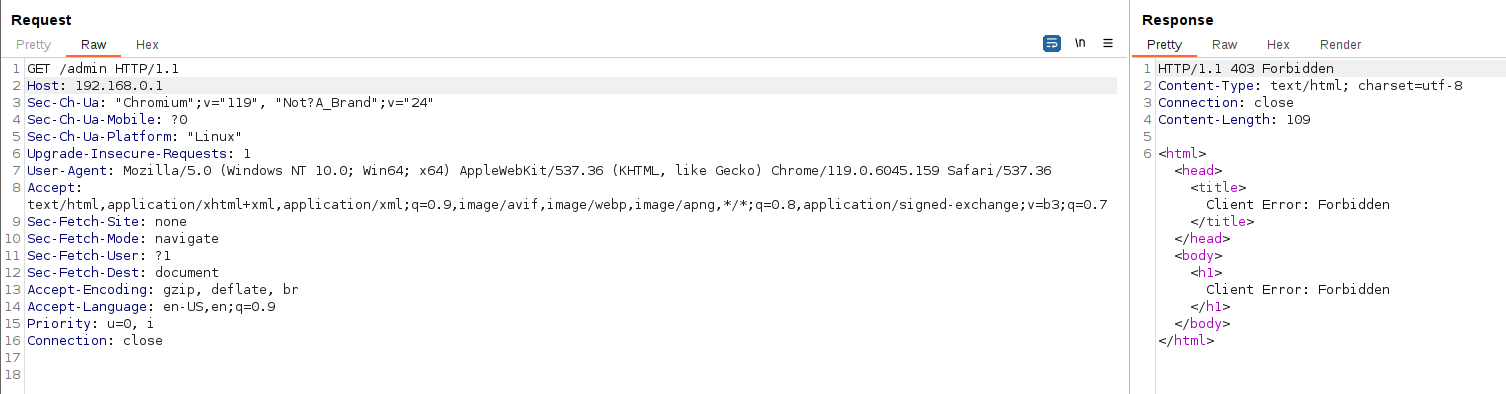 Request
Pretty Raw Hex
\n
1 GET /admin HTTP/1.1
2 Host: 192.168.0.1
3 Sec-Ch-Ua: "Chromium";v="119", "Not?A_Brand";v="24"
4 Sec-Ch-Ua-Mobile: ?0
5 Sec-Ch-Ua-Platform: "Linux"
6 Upgrade-Insecure-Requests: 1
7 User-Agent: Mozilla/5.0 (Windows NT 10.0; Win64; x64) AppleWebKit/537.36 (KHTML, like Gecko) Chrome/119.0.6045.159 Safari/537.36
8 Accept:
text/html,application/xhtml+xml,application/xml;q=0.9,image/avif,image/webp,image/apng,*/*;q=0.8,application/signed-exchange;v=b3;q=0.7
9 Sec-Fetch-Site: none
10 Sec-Fetch-Mode: navigate
11 Sec-Fetch-User: ?1
12 Sec-Fetch-Dest: document
13 Accept-Encoding: gzip, deflate, br
14 Accept-Language: en-US,en;q=0.9
15 Priority: u=0, i
16 Connection: close
17
18
Response
Pretty Raw Hex Render
1 HTTP/1.1 403 Forbidden
2 Content-Type: text/html; charset=utf-8
3 Connection: close
4 Content-Length: 109
5
6 <html>
<head>
<title>
Client Error: Forbidden
</title>
</head>
<body>
<h1>
Client Error: Forbidden
</h1>
</body>
</html>